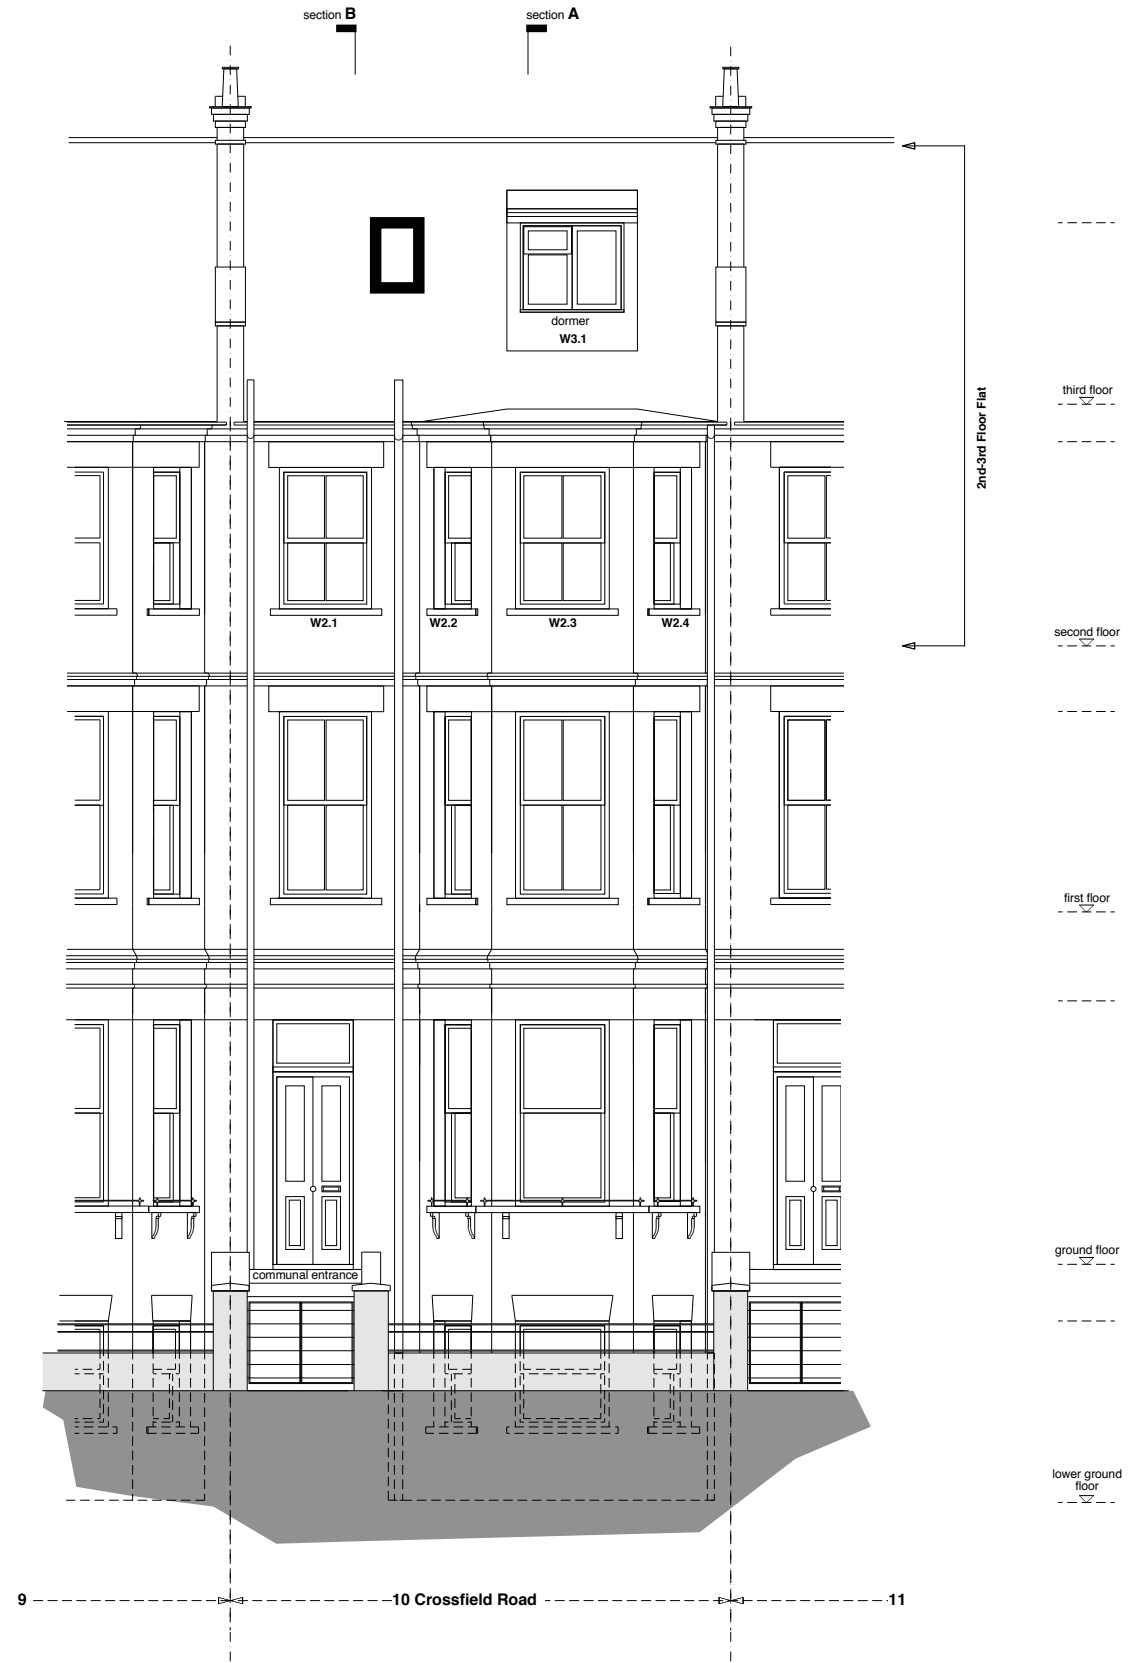 section B
section A
dormer
W3.1
third floor
2nd-3rd Floor Flat
W2.1
W2.2
W2.3
W2.4
second floor
first floor
ground floor
communal entrance
lower ground
floor
9
10 Crossfield Road
11